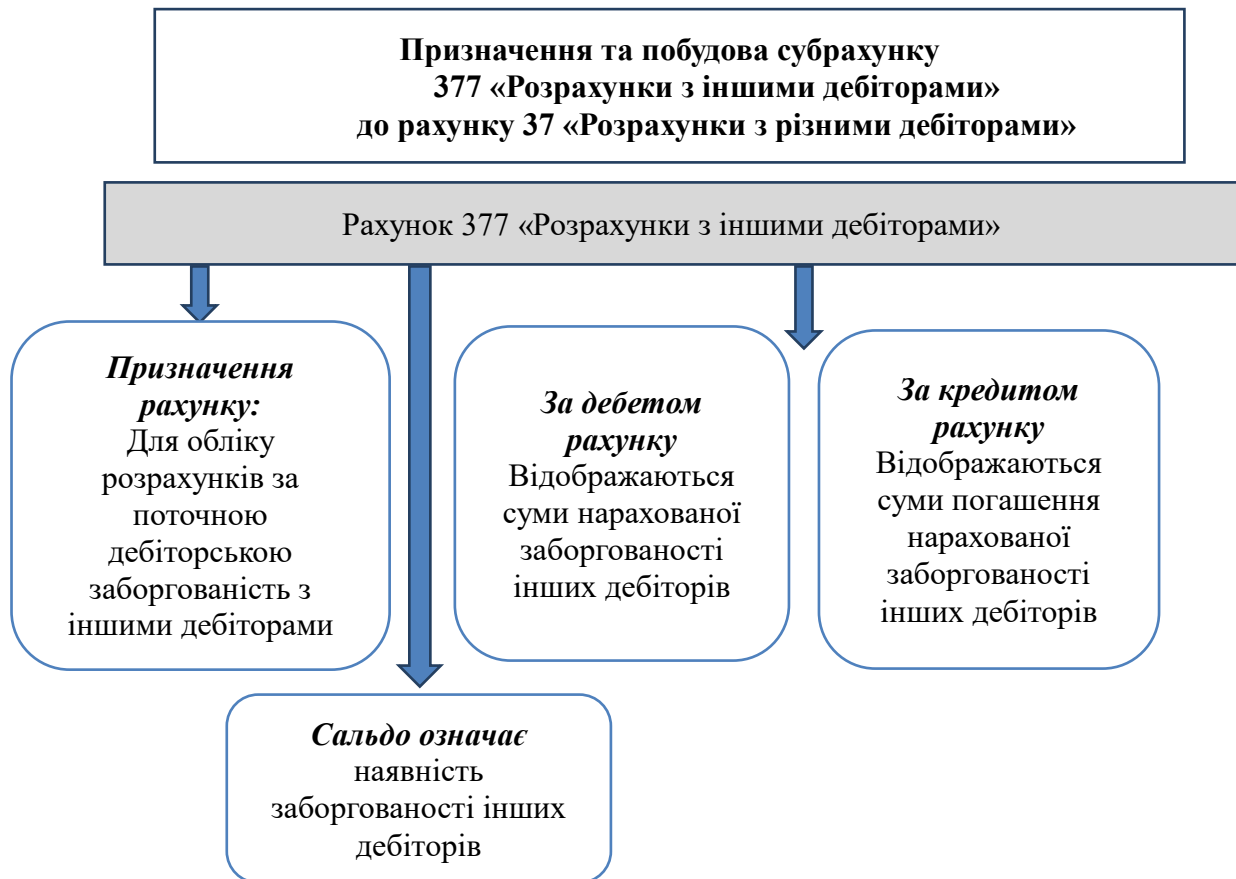 Призначення та побудова субрахунку
377 «Розрахунки з іншими дебіторами»
до рахунку 37 «Розрахунки з різними дебіторами»
Рахунок 377 «Розрахунки з іншими дебіторами»
Призначення
рахунку:
Для обліку
розрахунків за
поточною
дебіторською
заборгованість з
іншими дебіторами
За дебетом
рахунку
Відображаються
суми нарахованої
заборгованості
інших дебіторів
За кредитом
рахунку
Відображаються
суми погашення
нарахованої
заборгованості
інших дебіторів
Сальдо означає
наявність
заборгованості інших
дебіторів